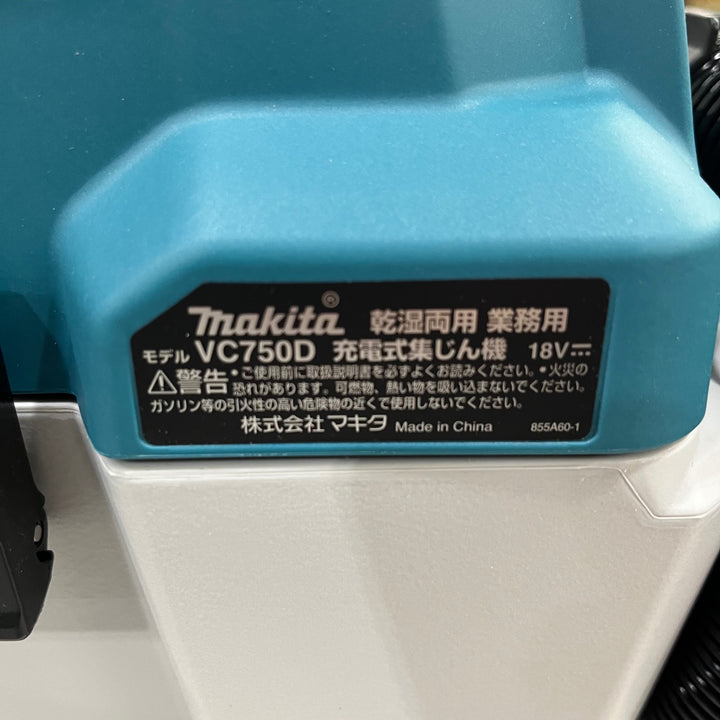 makita 乾湿両用 業務用
モデル VC750D 充電式集じん機 18V⎓
⚠警告 •ご使用前に取扱説明書を必ずよくお読みください。•火災の
恐れがあります。可燃物、熱い物を吸い込まないでください。
ガソリン等の引火性の高い危険物の近くで使用しないでください。
株式会社 マキタ Made in China 855A60-1